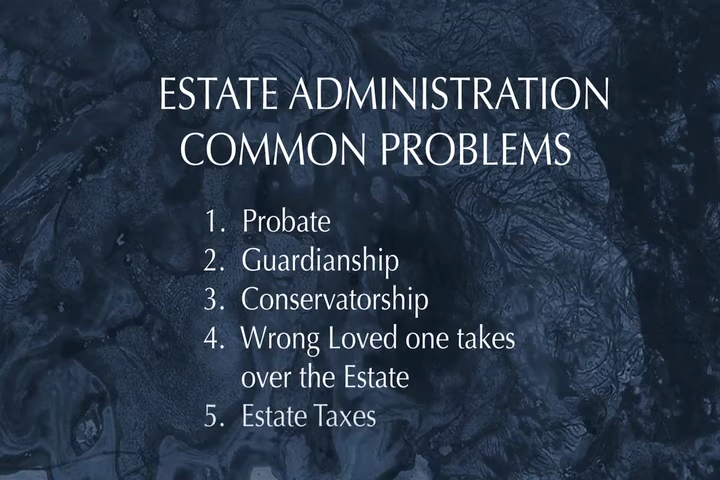 ESTATE ADMINISTRATION
COMMON PROBLEMS
1. Probate
2. Guardianship
3. Conservatorship
4. Wrong Loved one takes
over the Estate
5. Estate Taxes